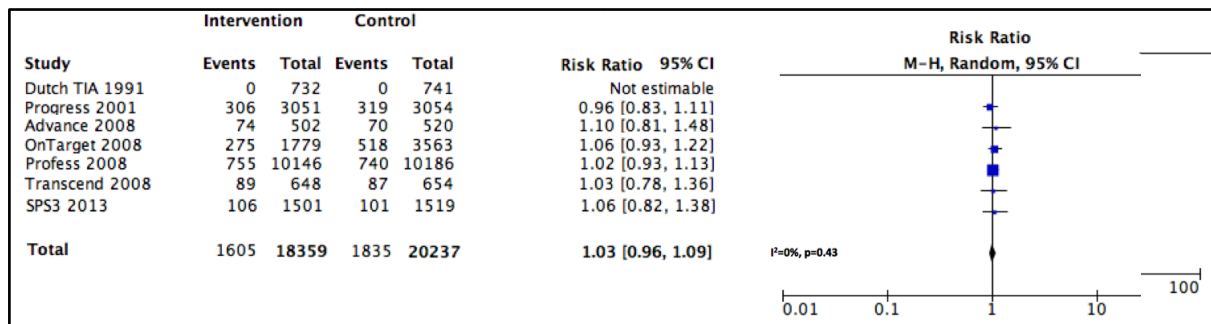 Intervention Control
Risk Ratio
Study Events Total Events Total Risk Ratio 95% CI M-H, Random, 95% CI
Dutch TIA 1991 0 732 0 741 Not estimable
Progress 2001 306 3051 319 3054 0.96 [0.83, 1.11]
Advance 2008 74 502 70 520 1.10 [0.81, 1.48]
OnTarget 2008 275 1779 518 3563 1.06 [0.93, 1.22]
Profess 2008 755 10146 740 10186 1.02 [0.93, 1.13]
Transcend 2008 89 648 87 654 1.03 [0.78, 1.36]
SPS3 2013 106 1501 101 1519 1.06 [0.82, 1.38]
Total 1605 18359 1835 20237 1.03 [0.96, 1.09] I²=0%, p=0.43
100
0.01 0.1 1 10